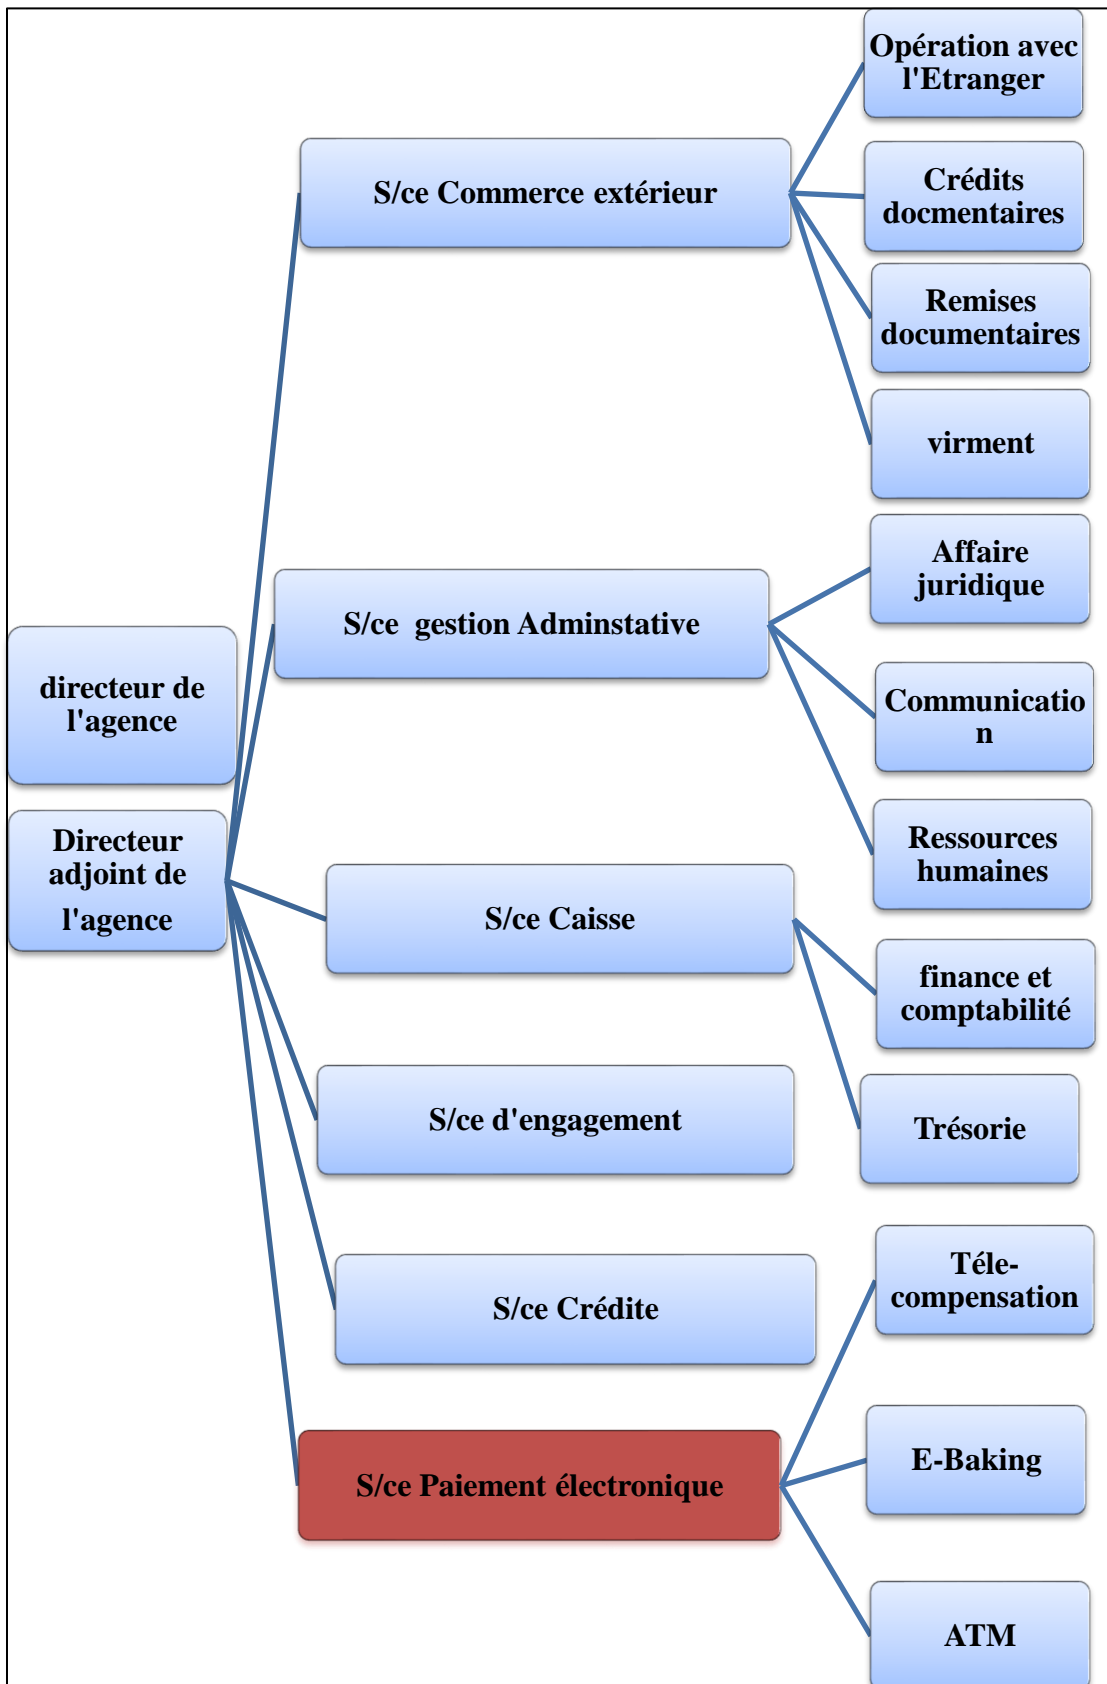 directeur de
l'agence
Directeur
adjoint de
l'agence
S/ce Commerce extérieur
Opération avec
l'Etranger
Crédits
docmentaires
Remises
documentaires
virment
S/ce  gestion Adminstative
Affaire
juridique
Communicatio
n
Ressources
humaines
S/ce Caisse
finance et
comptabilité
Trésorie
S/ce d'engagement
S/ce Crédite
S/ce Paiement électronique
Téle-
compensation
E-Baking
ATM